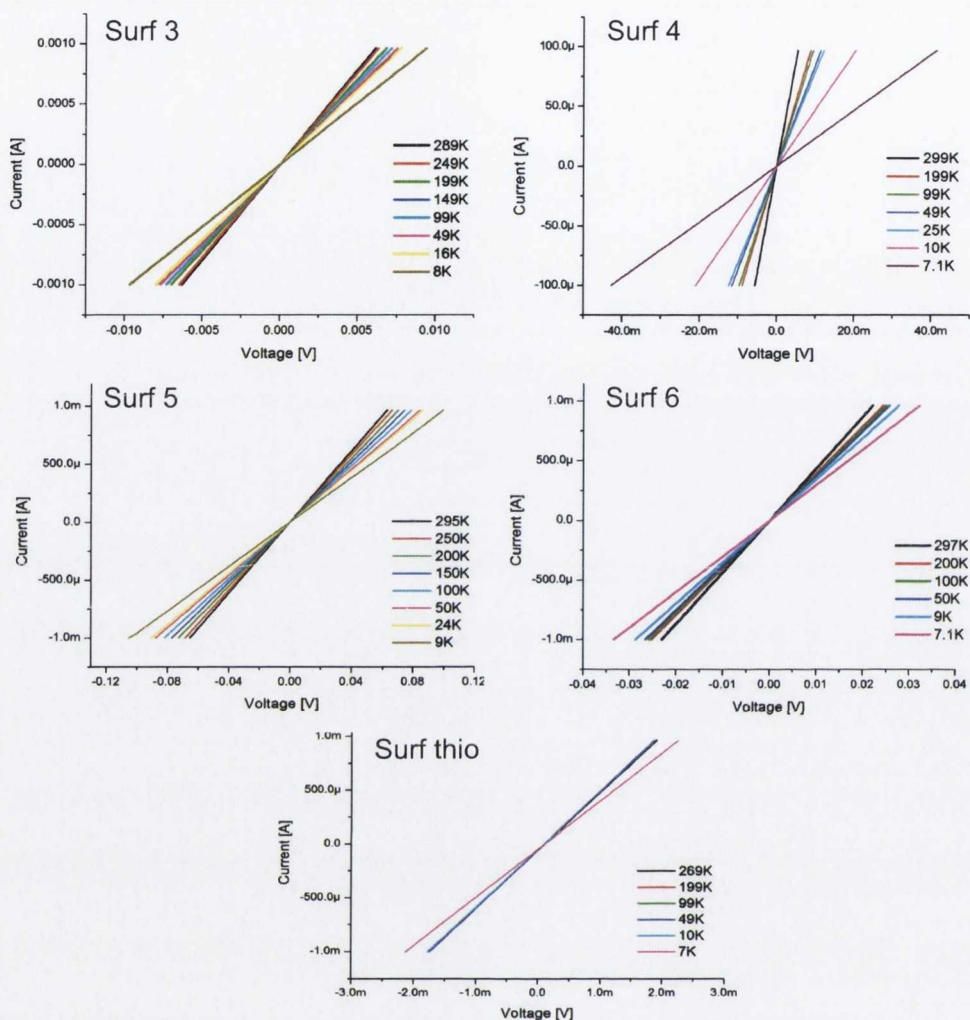 Surf 3
0.0010
0.0005
0.0000
-0.0005
-0.0010
Current [A]
289K
249K
199K
149K
99K
49K
16K
8K
-0.010
-0.005
0.000
0.005
0.010
Voltage [V]
Surf 4
100.0µ
50.0µ
0.0
-50.0µ
-100.0µ
Current [A]
299K
199K
99K
49K
25K
10K
7.1K
-40.0m
-20.0m
0.0
20.0m
40.0m
Voltage [V]
Surf 5
1.0m
500.0µ
0.0
-500.0µ
-1.0m
Current [A]
295K
250K
200K
150K
100K
50K
24K
9K
-0.12
-0.08
-0.04
0.00
0.04
0.08
0.12
Voltage [V]
Surf 6
1.0m
500.0µ
0.0
-500.0µ
-1.0m
Current [A]
297K
200K
100K
50K
9K
7.1K
-0.04
-0.03
-0.02
-0.01
0.00
0.01
0.02
0.03
0.04
Voltage [V]
Surf thio
1.0m
500.0µ
0.0
-500.0µ
-1.0m
Current [A]
269K
199K
99K
49K
10K
7K
-3.0m
-2.0m
-1.0m
0.0
1.0m
2.0m
3.0m
Voltage [V]